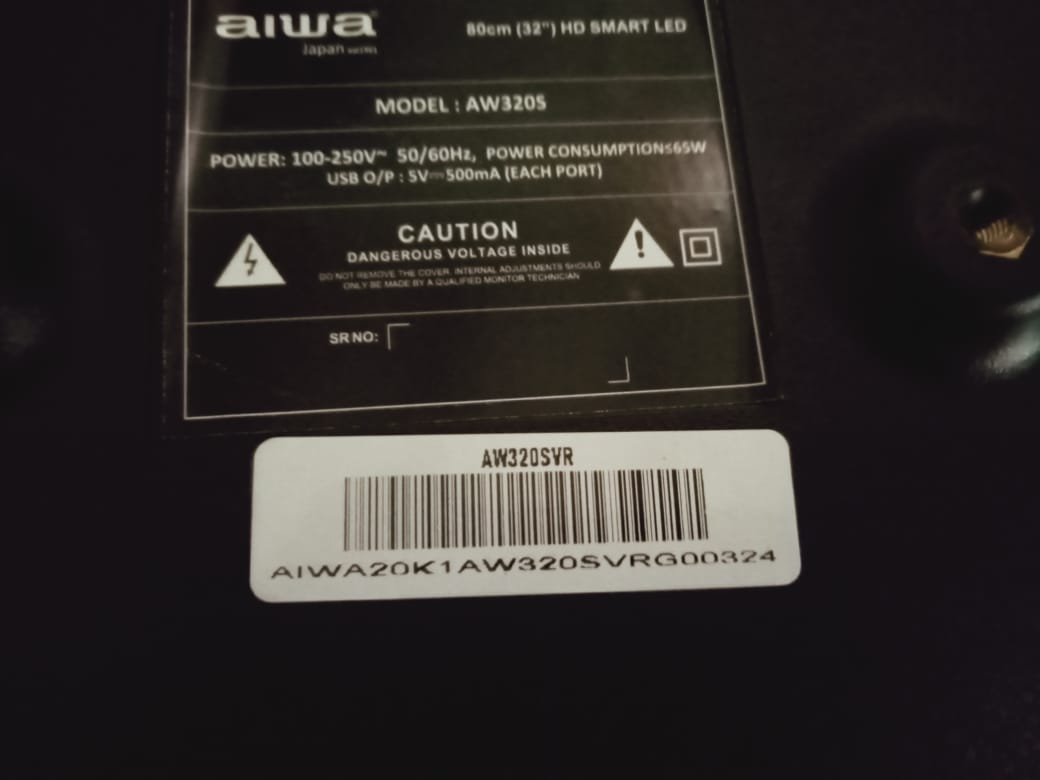 aiwa
Japan
80cm (32") HD SMART LED
MODEL : AW320S
POWER: 100-250V~ 50/60Hz, POWER CONSUMPTION≤65W
USB O/P : 5V⎓500mA (EACH PORT)
CAUTION
DANGEROUS VOLTAGE INSIDE
DO NOT REMOVE THE COVER. INTERNAL ADJUSTMENTS SHOULD
ONLY BE MADE BY A QUALIFIED MONITOR TECHNICIAN
SR NO:
AW320SVR
AIWA20K1AW320SVRG00324